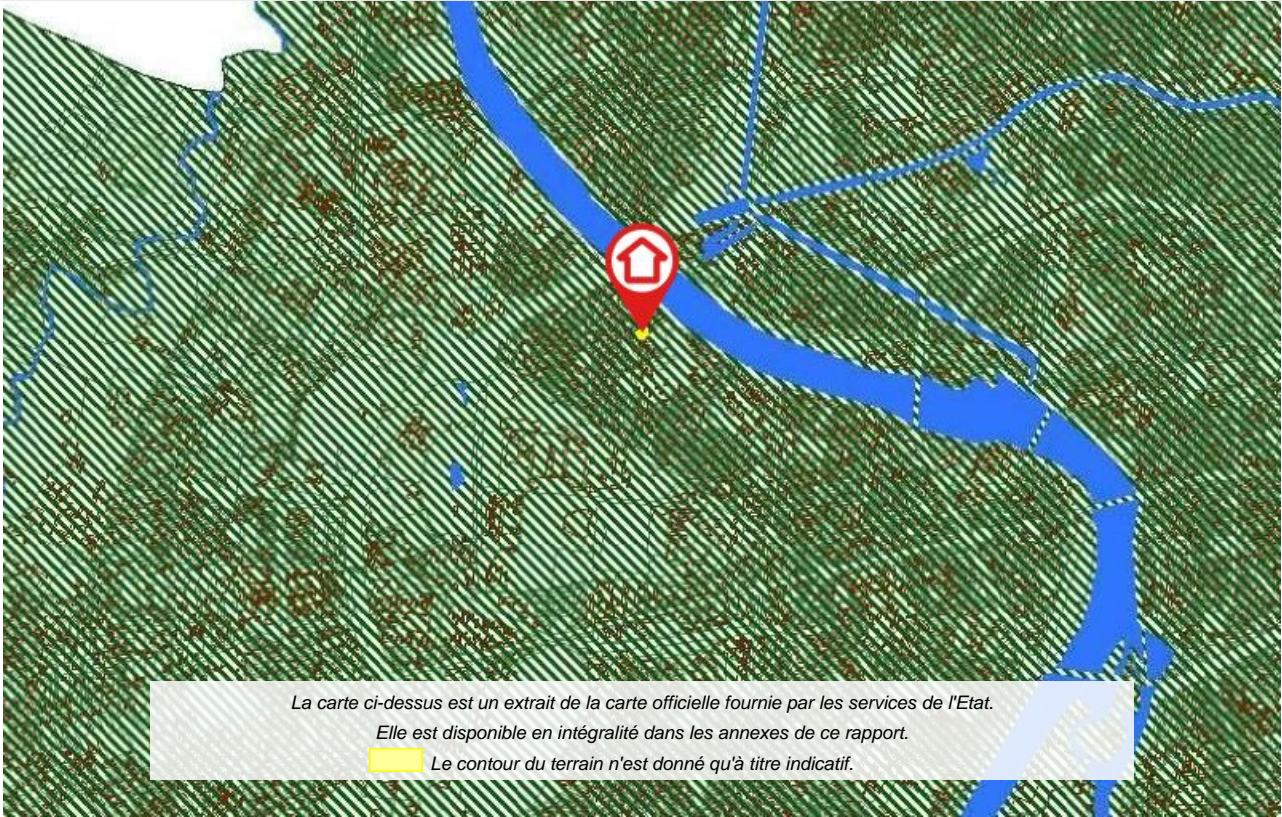 La carte ci-dessus est un extrait de la carte officielle fournie par les services de l'Etat.
Elle est disponible en intégralité dans les annexes de ce rapport.
Le contour du terrain n'est donné qu'à titre indicatif.